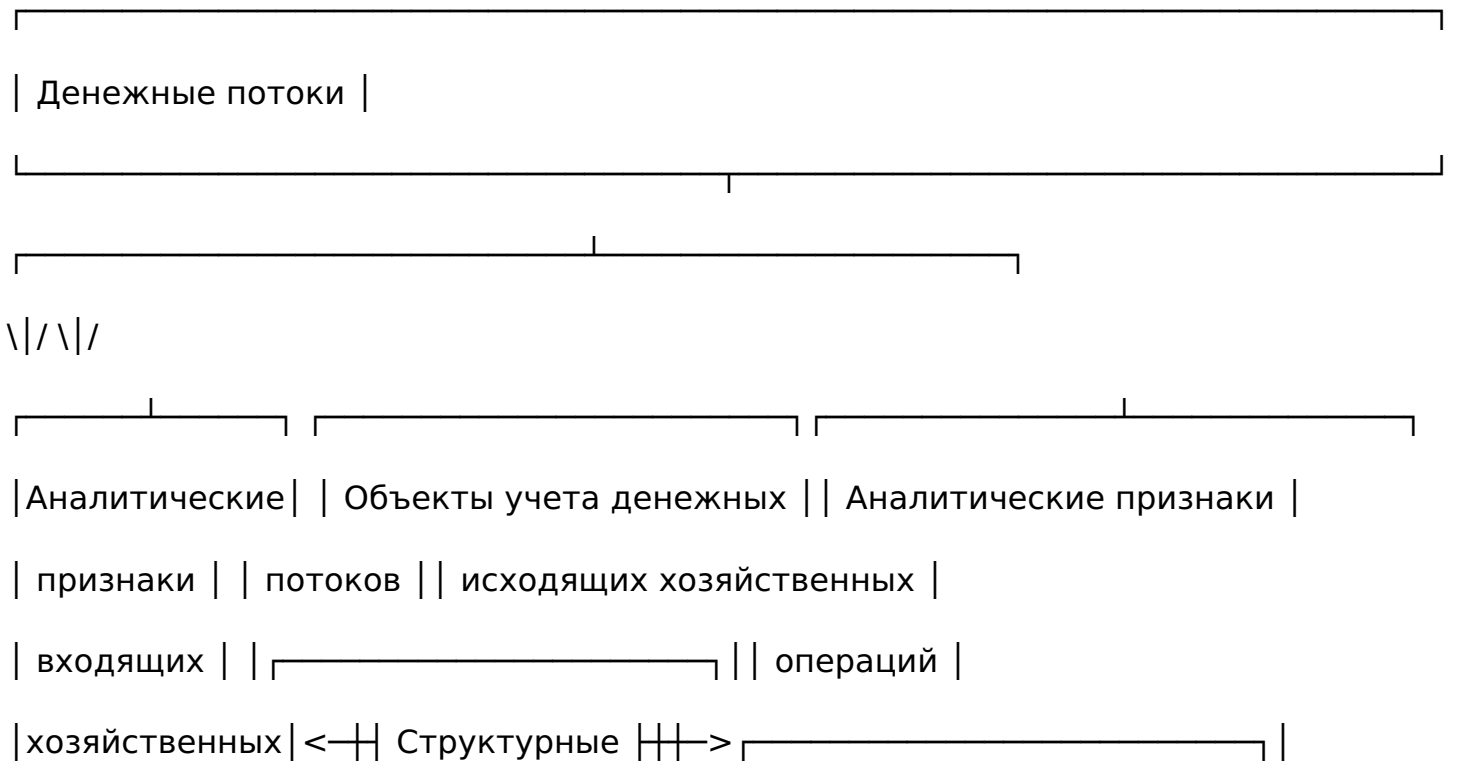 ┌──────────────────────────────────────────────────────┐
│ Денежные потоки │
└───────────────────────────┬──────────────────────────┘
┌──────────────────────┴───────────────┐
\│/ \│/
┌─────┴─────┐ ┌──────────────────┐┌───────────┴──────────┐
│Аналитические│ │ Объекты учета денежных ││ Аналитические признаки │
│ признаки │ │ потоков ││ исходящих хозяйственных │
│ входящих │ │┌────────────────┐││ операций │
│хозяйственных│<─┼┤ Структурные ├┼┼─>┌───────────────────┐│